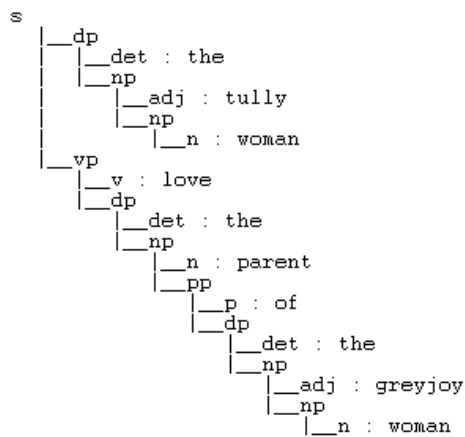 s
|__dp
|__det : the
|__np
|__adj : tully
|__np
|__n : woman
|__vp
|__v : love
|__dp
|__det : the
|__np
|__n : parent
|__pp
|__p : of
|__dp
|__det : the
|__np
|__adj : greyjoy
|__np
|__n : woman